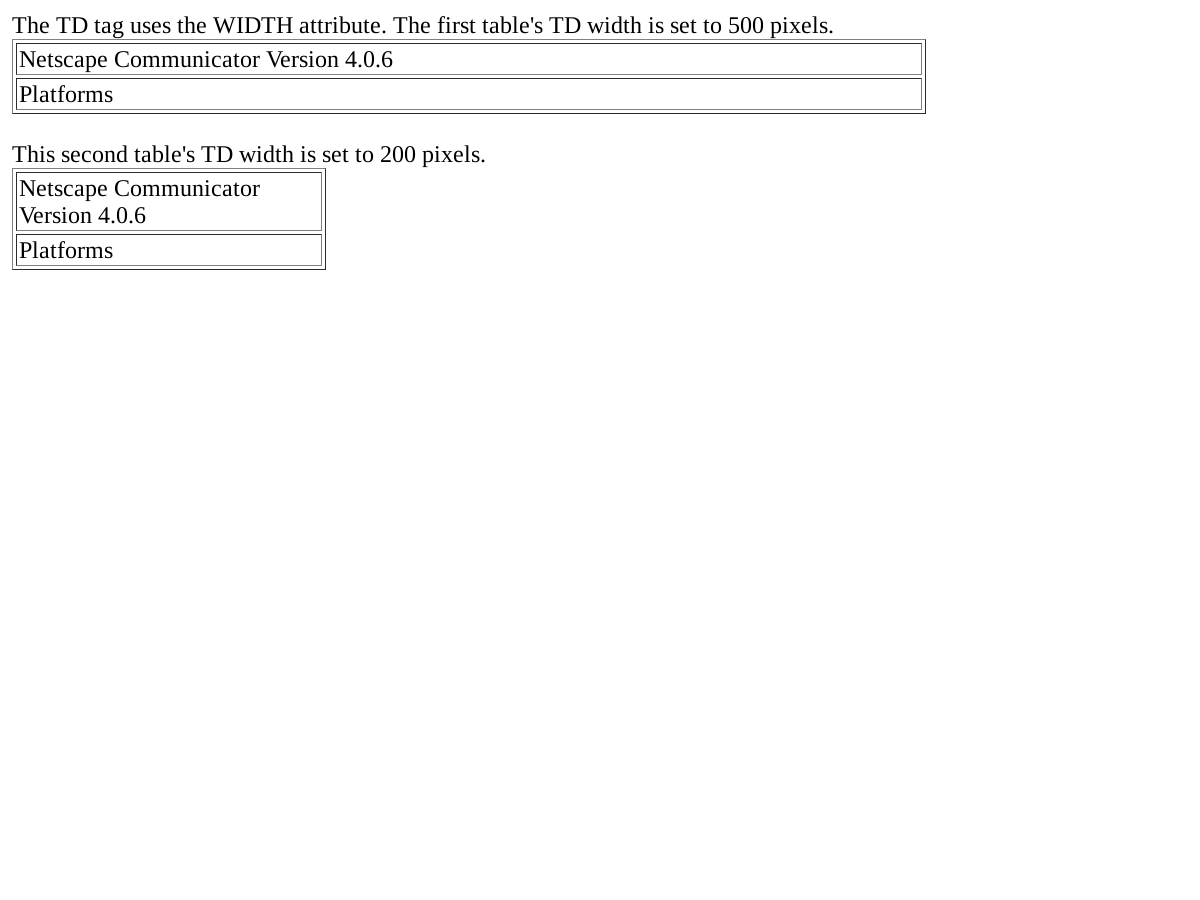 The TD tag uses the WIDTH attribute. The first table's TD width is set to 500 pixels.
Netscape Communicator Version 4.0.6
Platforms
This second table's TD width is set to 200 pixels.
Netscape Communicator
Version 4.0.6
Platforms